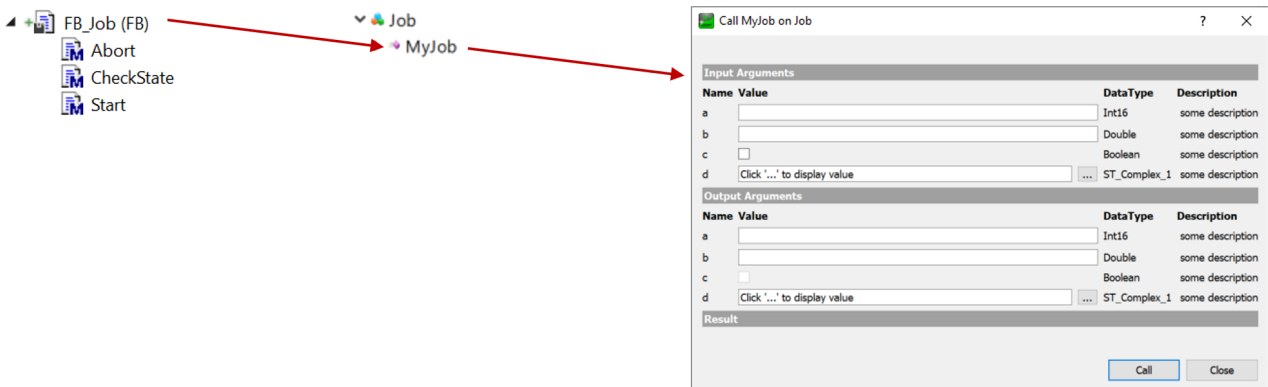 FB_Job (FB)
Abort
CheckState
Start
Job
MyJob
Call MyJob on Job
?
Input Arguments
Name Value DataType Description
a Int16 some description
b Double some description
c Boolean some description
d Click '...' to display value ... ST_Complex_1 some description
Output Arguments
Name Value DataType Description
a Int16 some description
b Double some description
c Boolean some description
d Click '...' to display value ... ST_Complex_1 some description
Result
Call Close